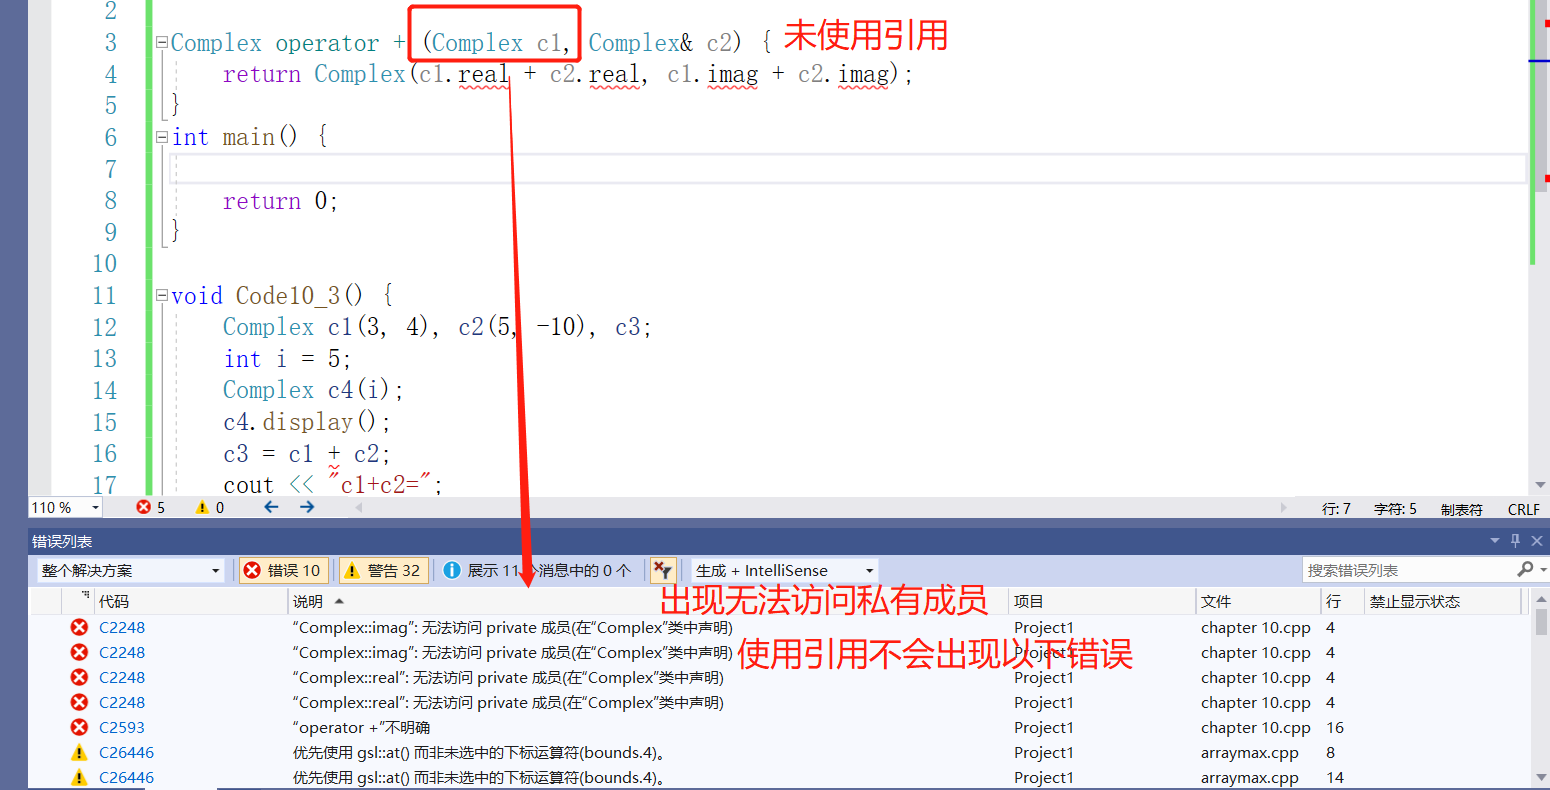 2
3 Complex operator + (Complex c1, Complex& c2) { 未使用引用
4 return Complex(c1.real + c2.real, c1.imag + c2.imag);
5 }
6 int main() {
7
8 return 0;
9 }
10
11 void Code10_3() {
12 Complex c1(3, 4), c2(5, -10), c3;
13 int i = 5;
14 Complex c4(i);
15 c4.display();
16 c3 = c1 + c2;
17 cout << "c1+c2=";
110 % 5 0 行: 7 字符: 5 制表符 CRLF
错误列表
整个解决方案 错误 10 警告 32 展示 11 个消息中的 0 个 生成 + IntelliSense 搜索错误列表
出现无法访问私有成员
代码 说明 项目 文件 行 禁止显示状态
C2248 “Complex::imag”: 无法访问 private 成员(在“Complex”类中声明) Project1 chapter 10.cpp 4
使用引用不会出现以下错误
C2248 “Complex::imag”: 无法访问 private 成员(在“Complex”类中声明) Project1 chapter 10.cpp 4
C2248 “Complex::real”: 无法访问 private 成员(在“Complex”类中声明) Project1 chapter 10.cpp 4
C2248 “Complex::real”: 无法访问 private 成员(在“Complex”类中声明) Project1 chapter 10.cpp 4
C2593 “operator +”不明确 Project1 chapter 10.cpp 16
C26446 优先使用 gsl::at() 而非未选中的下标运算符(bounds.4)。 Project1 arraymax.cpp 8
C26446 优先使用 gsl::at() 而非未选中的下标运算符(bounds.4)。 Project1 arraymax.cpp 14